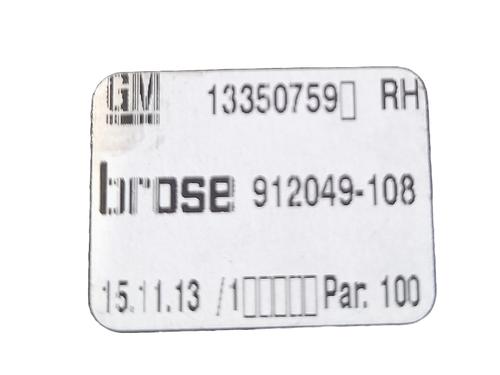 GM 13350759▯ RH
brose 912049-108
15.11.13 /1▯▯▯▯▯ Par. 100